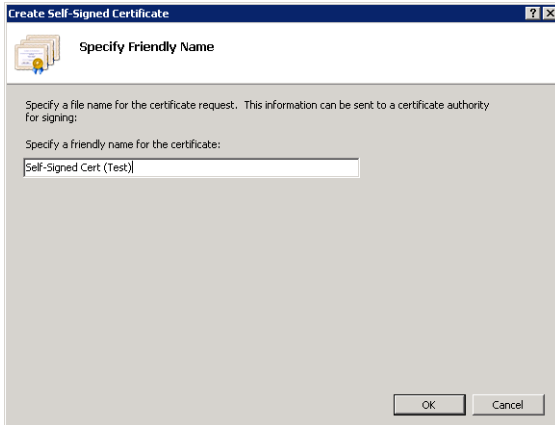 Create Self-Signed Certificate
Specify Friendly Name
Specify a file name for the certificate request.  This information can be sent to a certificate authority
for signing:
Specify a friendly name for the certificate:
Self-Signed Cert (Test)
OK Cancel